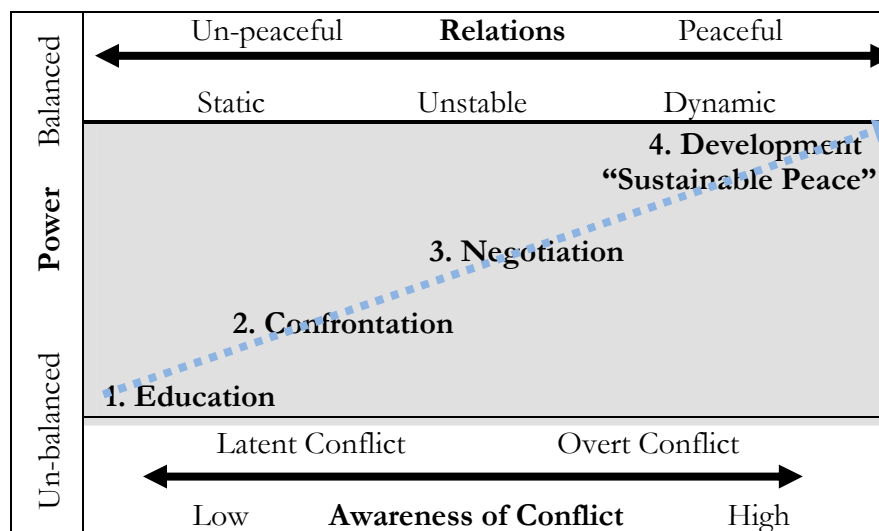 Un-peaceful Relations Peaceful
Static Unstable Dynamic
Balanced
Power
Un-balanced
4. Development
“Sustainable Peace”
3. Negotiation
2. Confrontation
1. Education
Latent Conflict Overt Conflict
Low Awareness of Conflict High